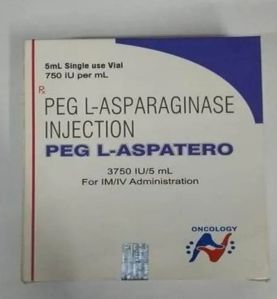 5mL Single use Vial
750 IU per mL
Rx
PEG L-ASPARAGINASE
INJECTION
PEG L-ASPATERO
3750 IU/5 mL
For IM/IV Administration
ONCOLOGY